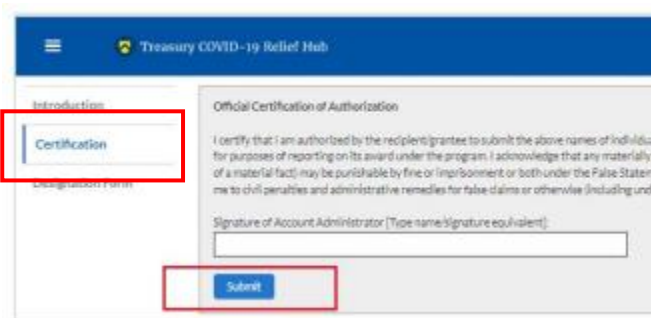 Treasury COVID-19 Relief Hub
Introduction
Certification
Designation Form
Official Certification of Authorization
I certify that I am authorized by the recipient/grantee to submit the above names of individua
for purposes of reporting on its award under the program. I acknowledge that any materially
of a material fact) may be punishable by fine or imprisonment or both under the False Statem
me to civil penalties and administrative remedies for false claims or otherwise (including und
Signature of Account Administrator [Type name/signature equivalent]:
Submit